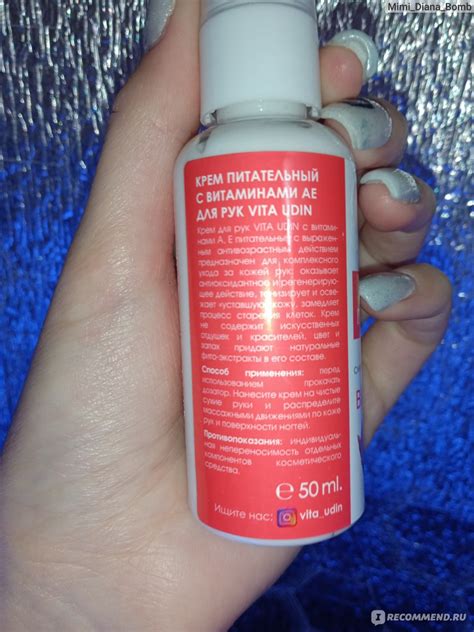 Mimi_Diana_Bomb
КРЕМ ПИТАТЕЛЬНЫЙ
С ВИТАМИНАМИ АЕ
ДЛЯ РУК VITA UDIN
Крем для рук VITA UDIN с витами-
нами А, Е питательный с выражен-
ным антивозрастным действием
предназначен для комплексного
ухода за кожей рук: оказывает
антиоксидантное и регенерирую-
щее действие, тонизирует и осве-
жает «уставшую» кожу, замедляет
процесс старения клеток. Крем
не содержит искусственных
отдушек и красителей, цвет и
запах придают натуральные
фито-экстракты в его составе.
Способ применения: перед
использованием прокачать
дозатор. Нанесите крем на чистые
сухие руки и распределите
массажными движениями по коже
рук и поверхности ногтей.
Противопоказания: индивидуаль-
ная непереносимость отдельных
компонентов косметического
средства.
℮ 50 ml.
Ищите нас: vita_udin
I RECOMMEND.RU